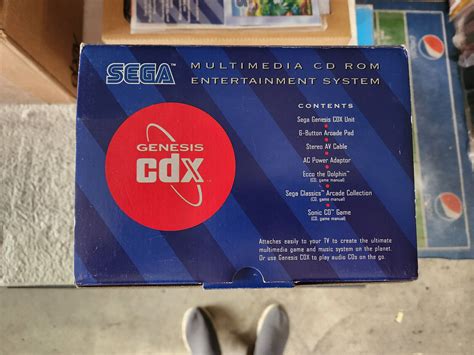 SEGA™
MULTIMEDIA CD ROM
ENTERTAINMENT SYSTEM
GENESIS
cdx™
CONTENTS
Sega Genesis CDX Unit
6-Button Arcade Pad
Stereo AV Cable
AC Power Adaptor
Ecco the Dolphin™
(CD, game manual)
Sega Classics™ Arcade Collection
(CD, game manual)
Sonic CD™ Game
(CD, game manual)
Attaches easily to your TV to create the ultimate
multimedia game and music system on the planet.
Or use Genesis CDX to play audio CDs on the go.